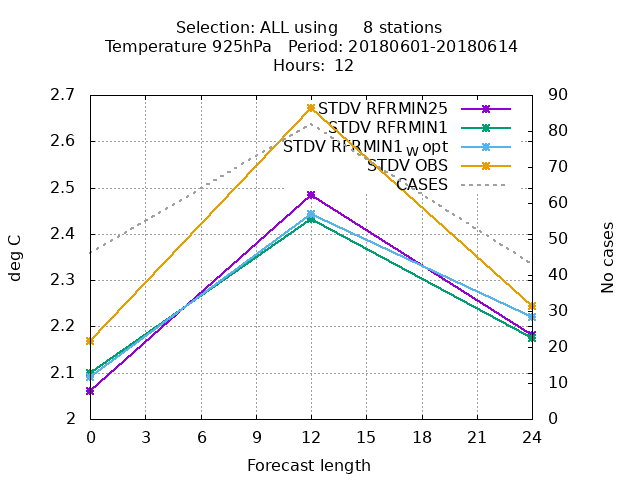 Selection: ALL using 8 stations
Temperature 925hPa Period: 20180601-20180614
Hours: 12
2.7
2.6
2.5
2.4
2.3
2.2
2.1
2
deg C
STDV RFRMIN25
STDV RFRMIN1
STDV RFRMIN1 w opt
STDV OBS
CASES
90
80
70
60
50
40
30
20
10
0
No cases
0 3 6 9 12 15 18 21 24
Forecast length